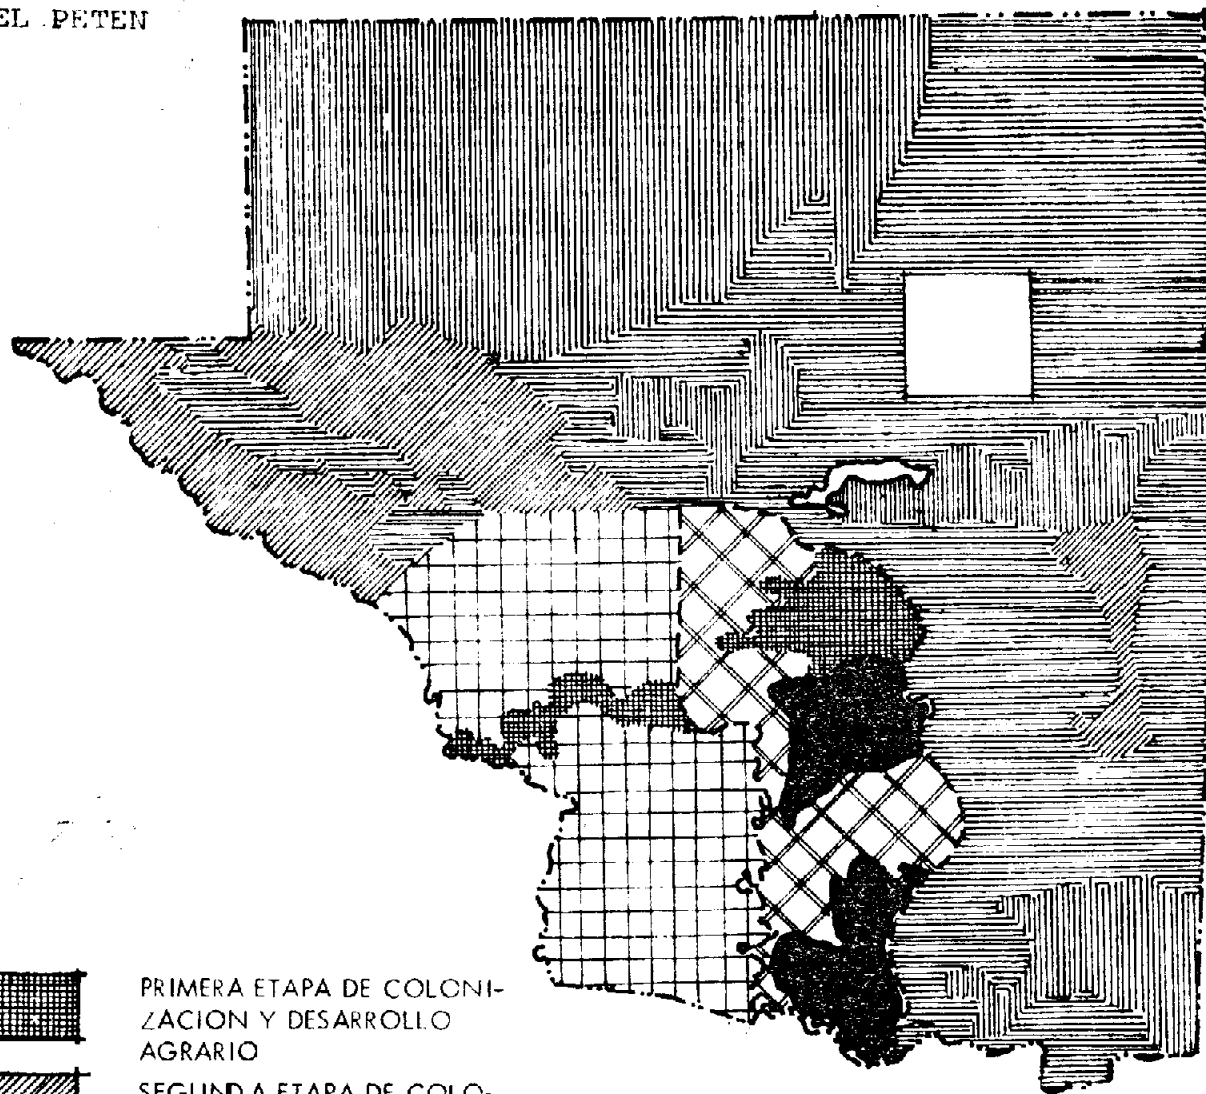 EL PETEN
PRIMERA ETAPA DE COLONI-
ZACION Y DESARROLLO
AGRARIO
SEGUNDA ETAPA DE COLO-